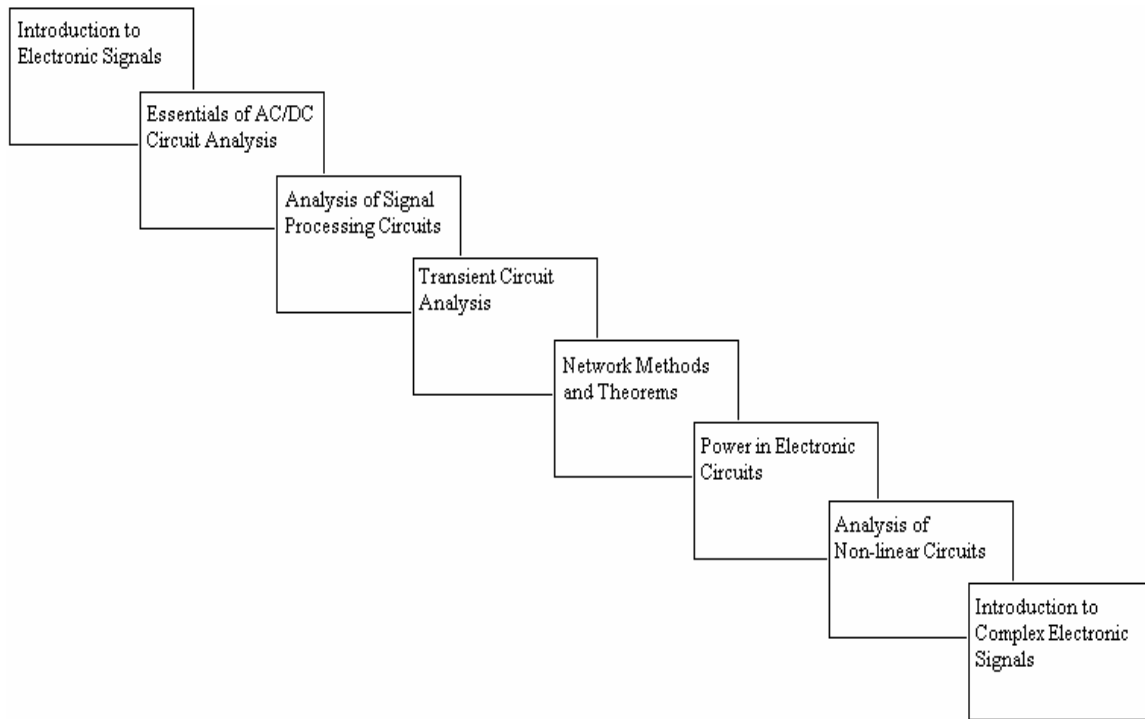 Introduction to
Electronic Signals
Essentials of AC/DC
Circuit Analysis
Analysis of Signal
Processing Circuits
Transient Circuit
Analysis
Network Methods
and Theorems
Power in Electronic
Circuits
Analysis of
Non-linear Circuits
Introduction to
Complex Electronic
Signals